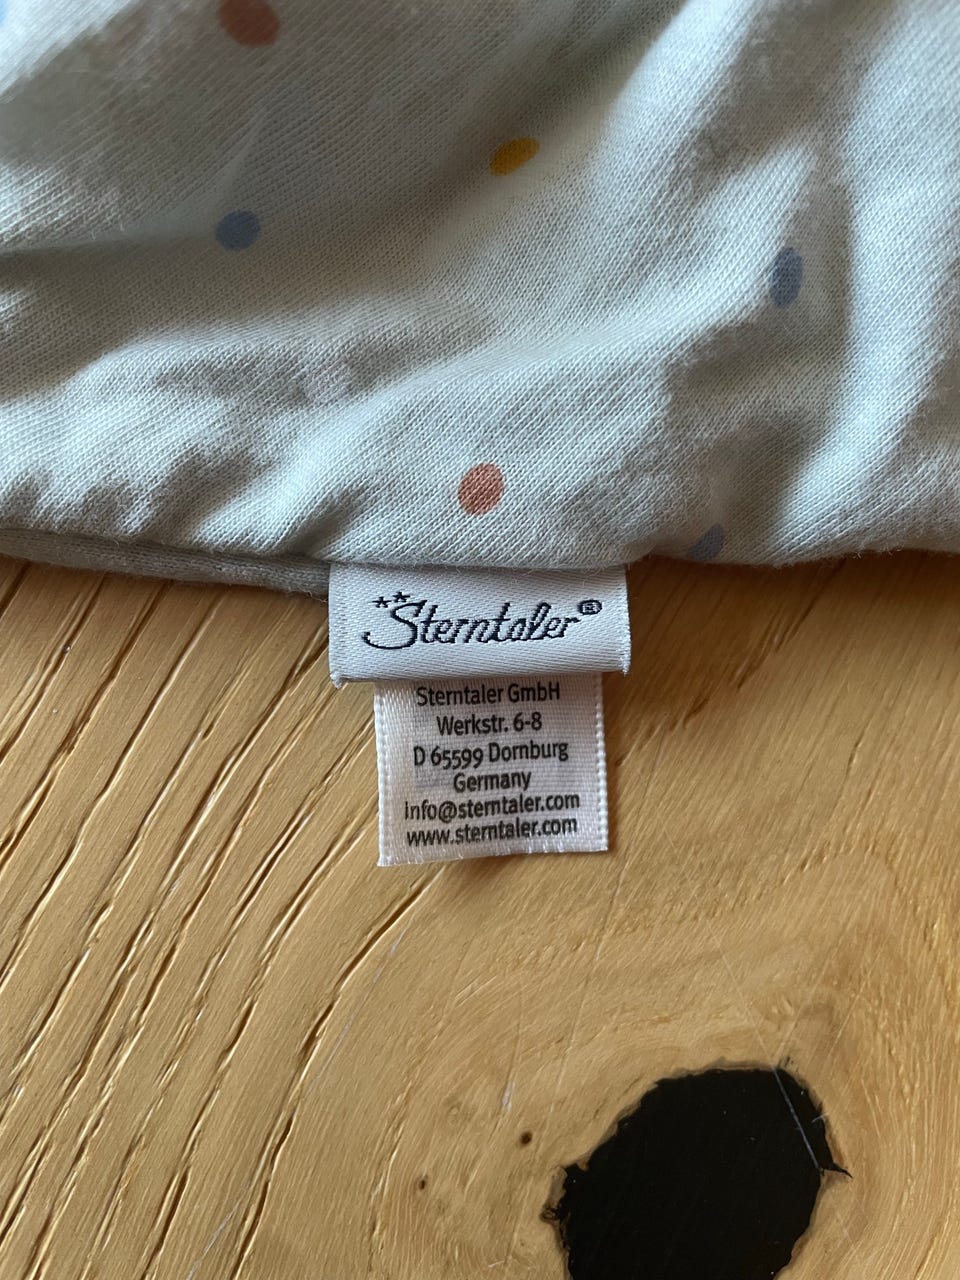 Sterntaler®
Sterntaler GmbH
Werkstr. 6-8
D 65599 Dornburg
Germany
info@sterntaler.com
www.sterntaler.com